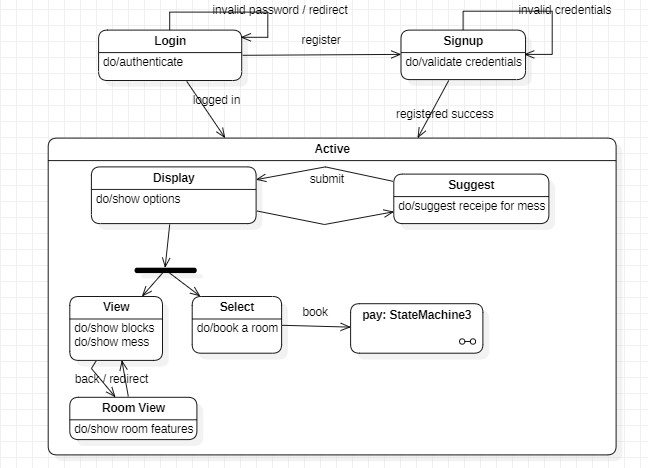 invalid password / redirect
invalid credentials
Login
do/authenticate
register
Signup
do/validate credentials
logged in
registered success
Active
Display
do/show options
submit
Suggest
do/suggest receipe for mess
View
do/show blocks
do/show mess
Select
do/book a room
book
pay: StateMachine3
back / redirect
Room View
do/show room features